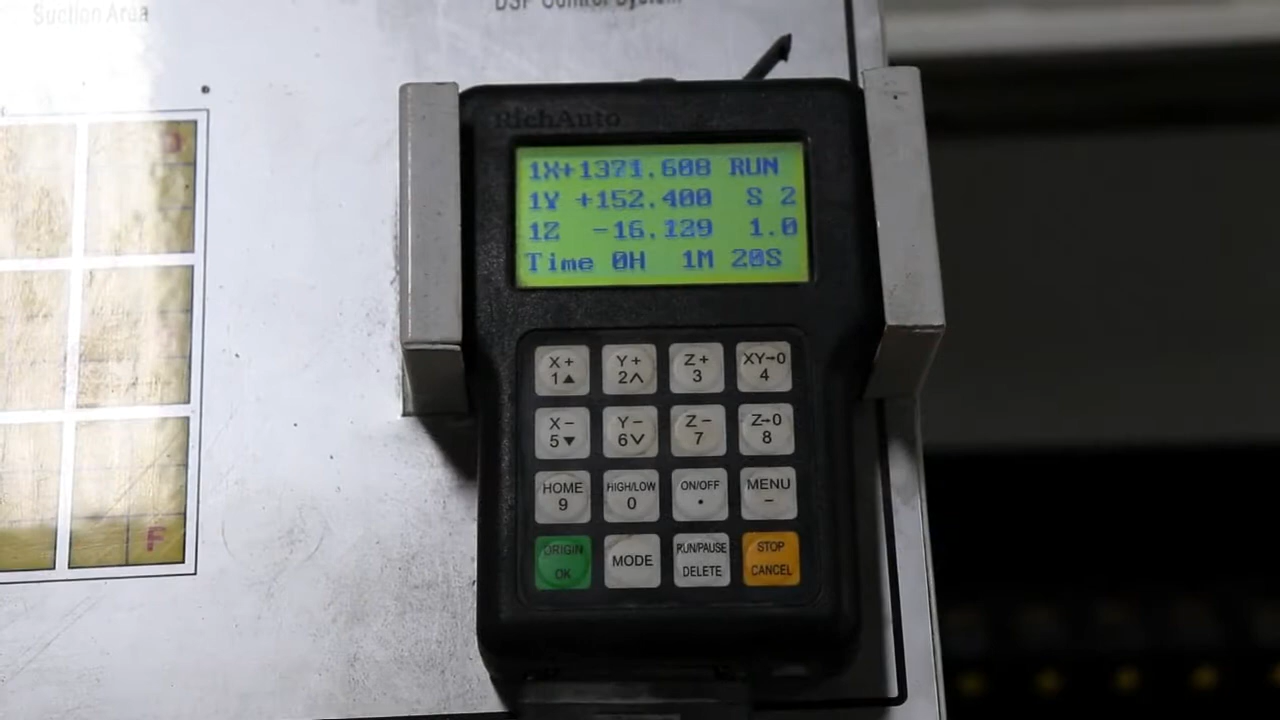 Suction Area
DSP Control System
RichAuto
1X+1371.608 RUN
1Y +152.400 S 2
1Z -16.129 1.0
Time 0H 1M 20S
X+ Y+ Z+ XY→0
1▲ 2∧ 3 4
X- Y- Z- Z→0
5▼ 6∨ 7 8
HOME HIGH/LOW ON/OFF MENU
9 0 • -
ORIGIN MODE RUN/PAUSE STOP
OK DELETE CANCEL
F